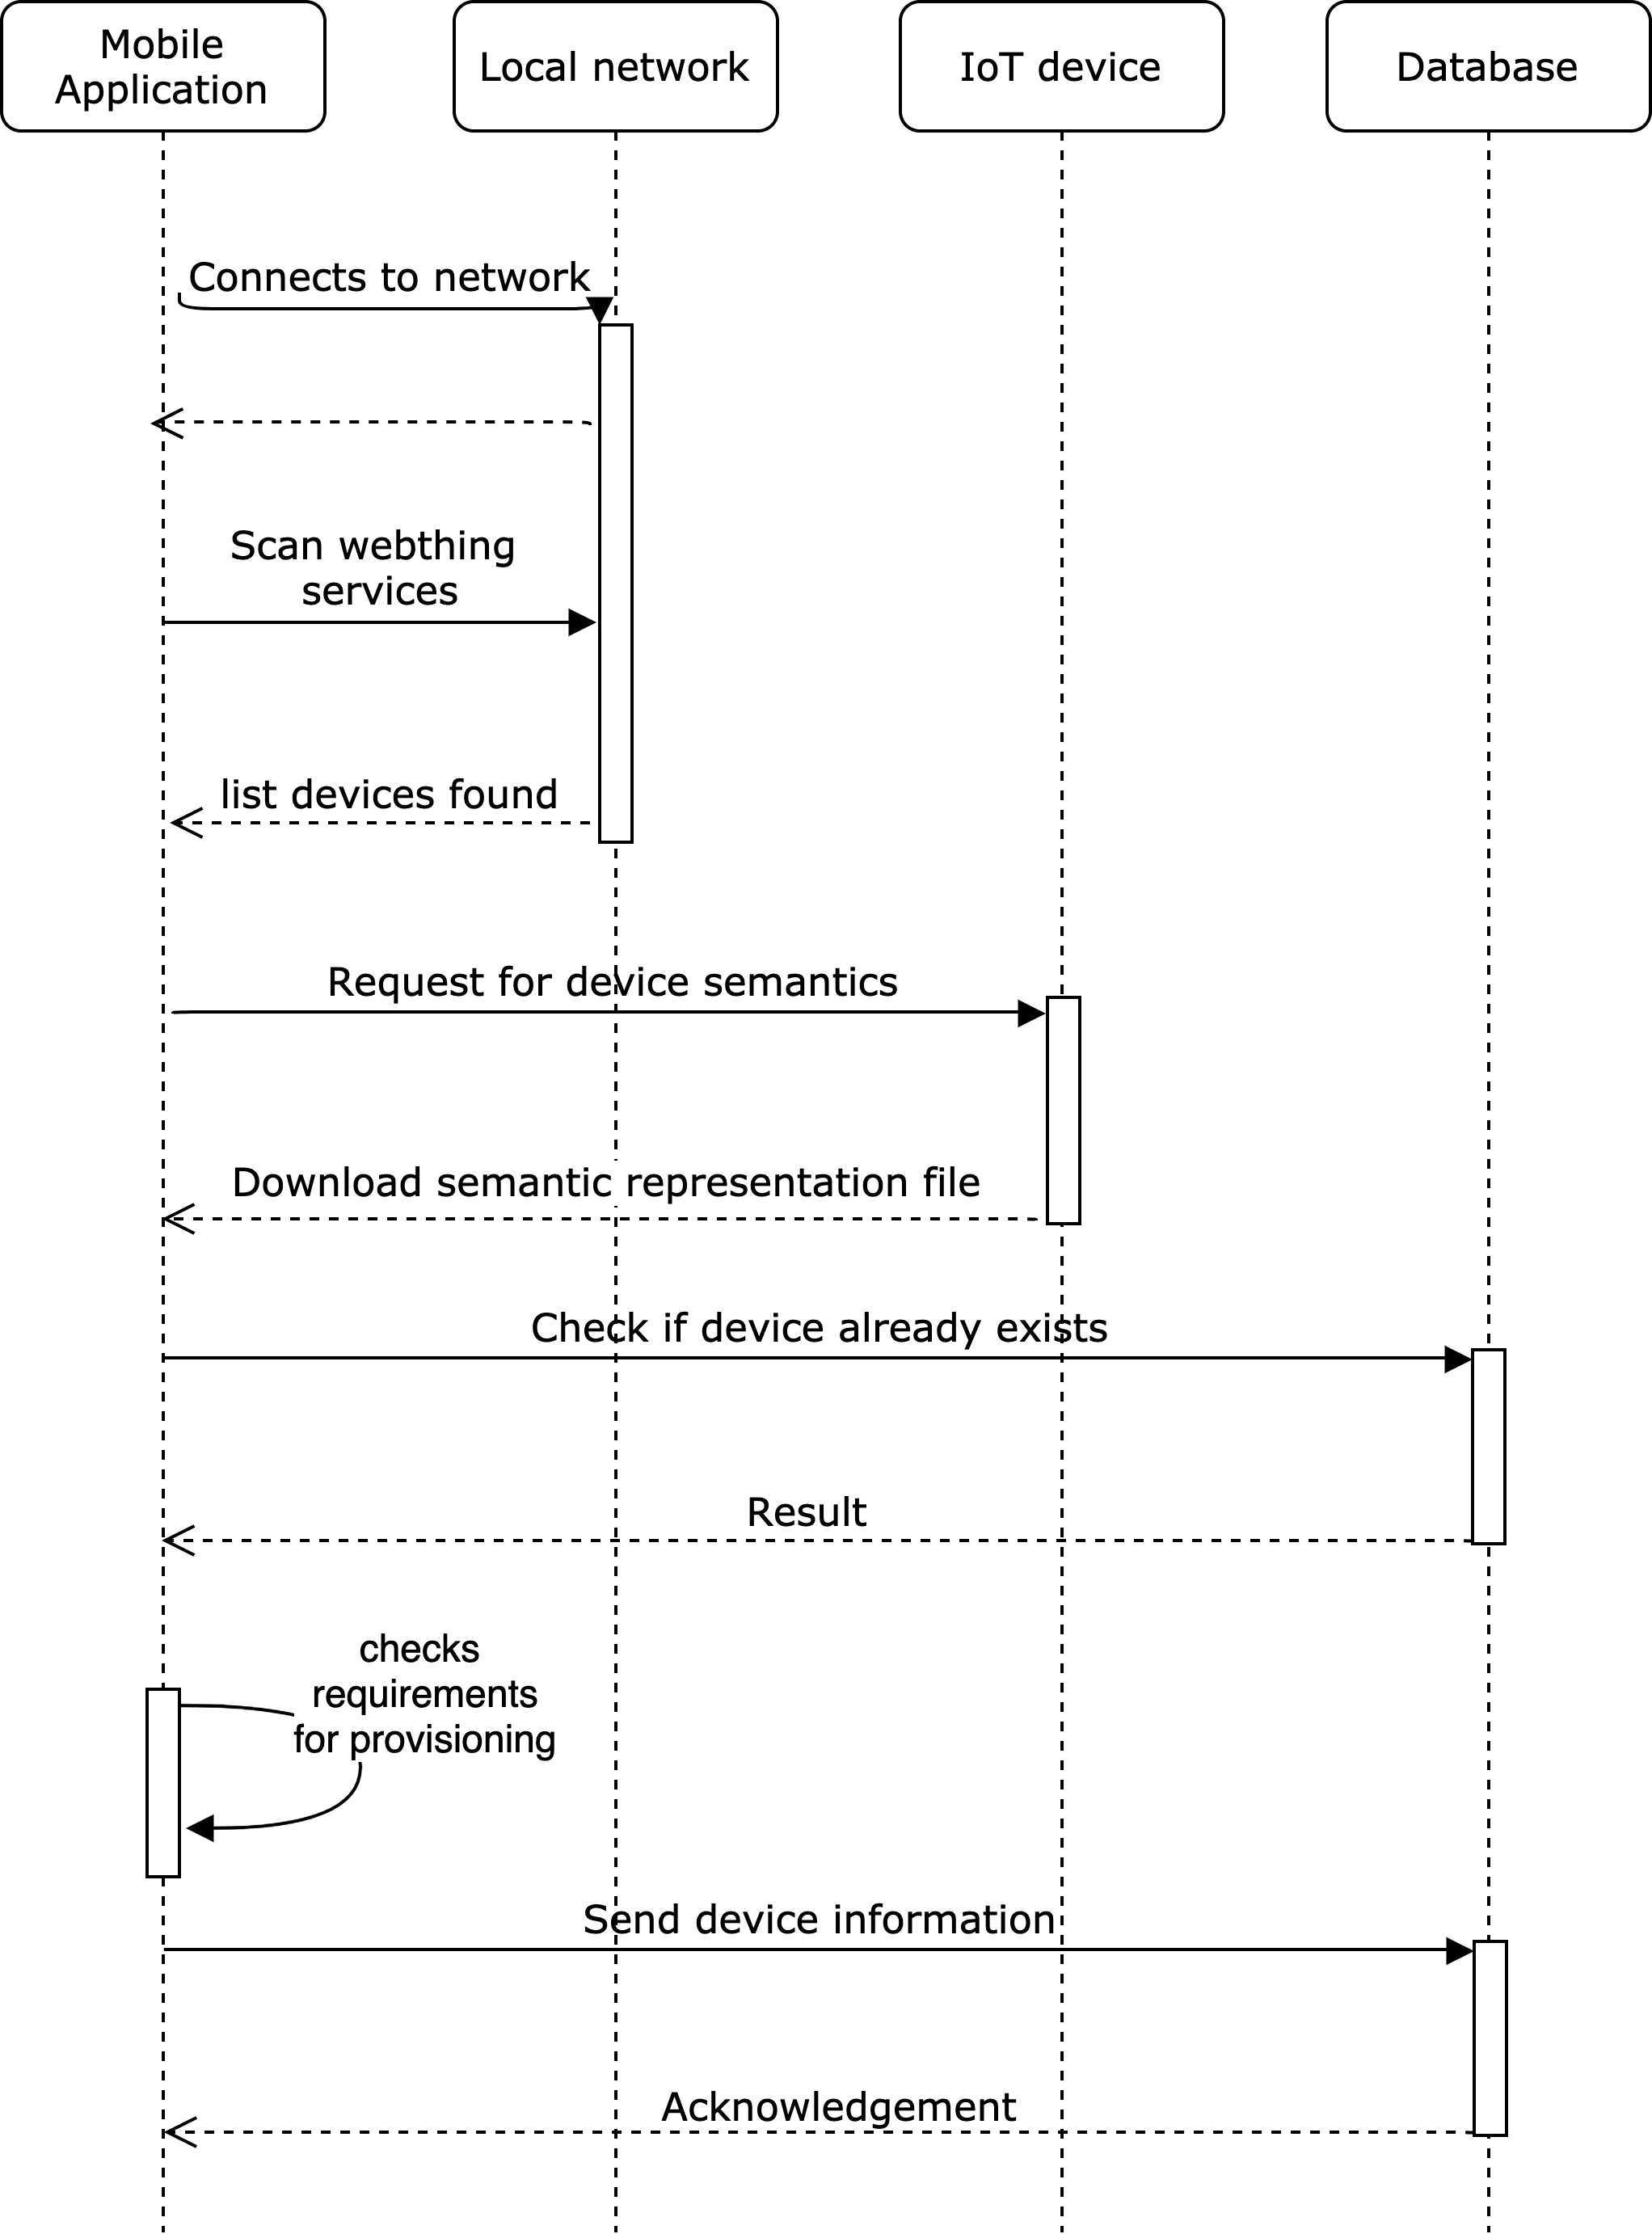 Mobile
Application
Local network
IoT device
Database
Connects to network
Scan webthing
services
list devices found
Request for device semantics
Download semantic representation file
Check if device already exists
Result
checks
requirements
for provisioning
Send device information
Acknowledgement